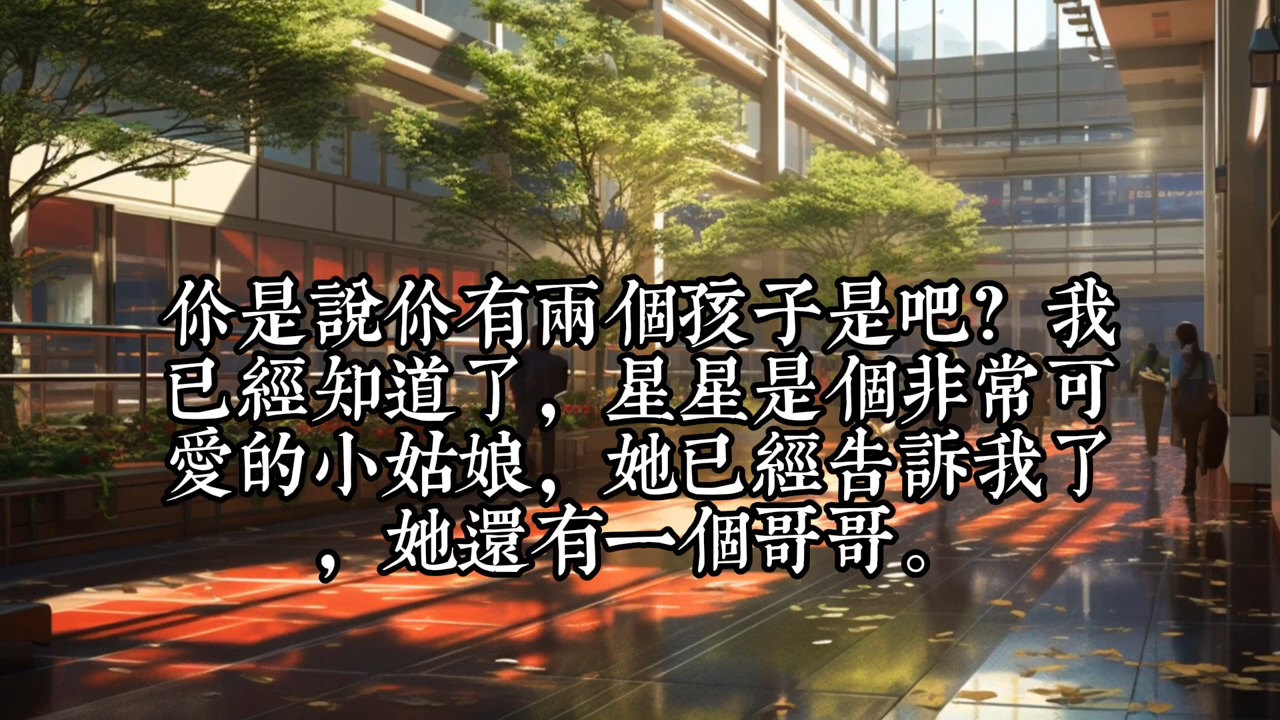 你是說你有兩個孩子是吧？我
已經知道了，星星是個非常可
愛的小姑娘，她已經告訴我了
，她還有一個哥哥。